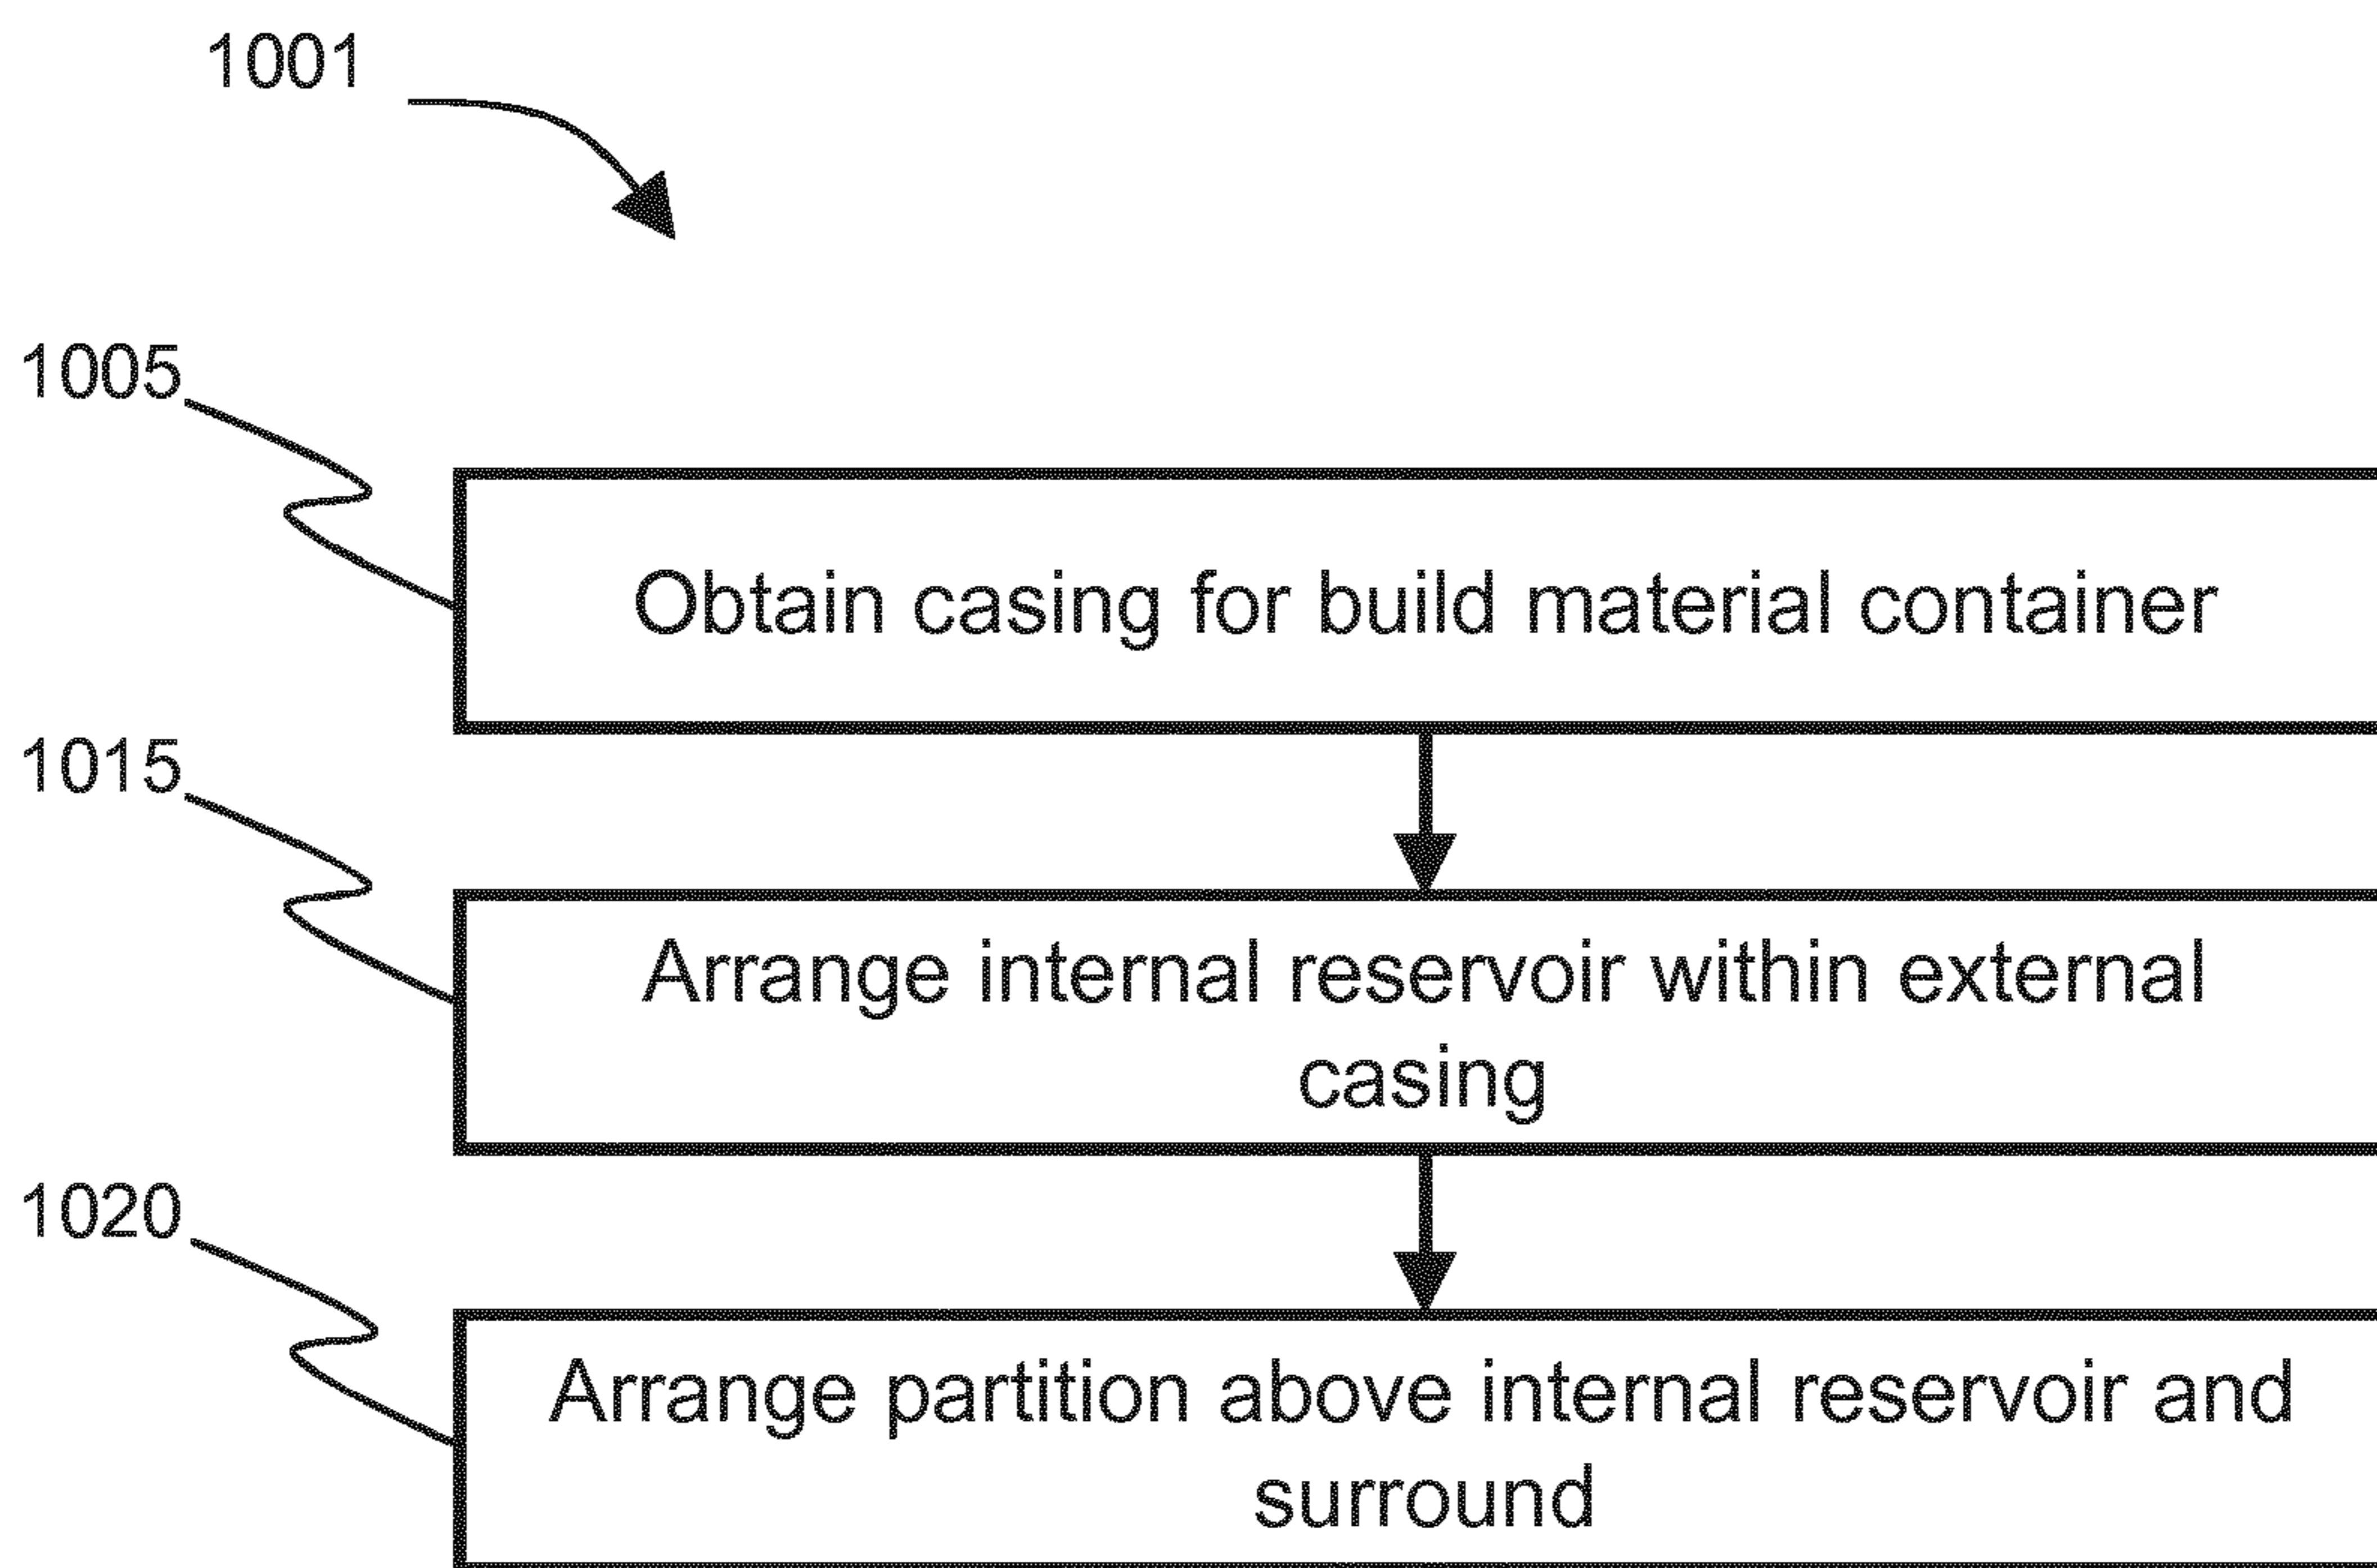 1001
1005
Obtain casing for build material container
1015
Arrange internal reservoir within external
casing
1020
Arrange partition above internal reservoir and
surround